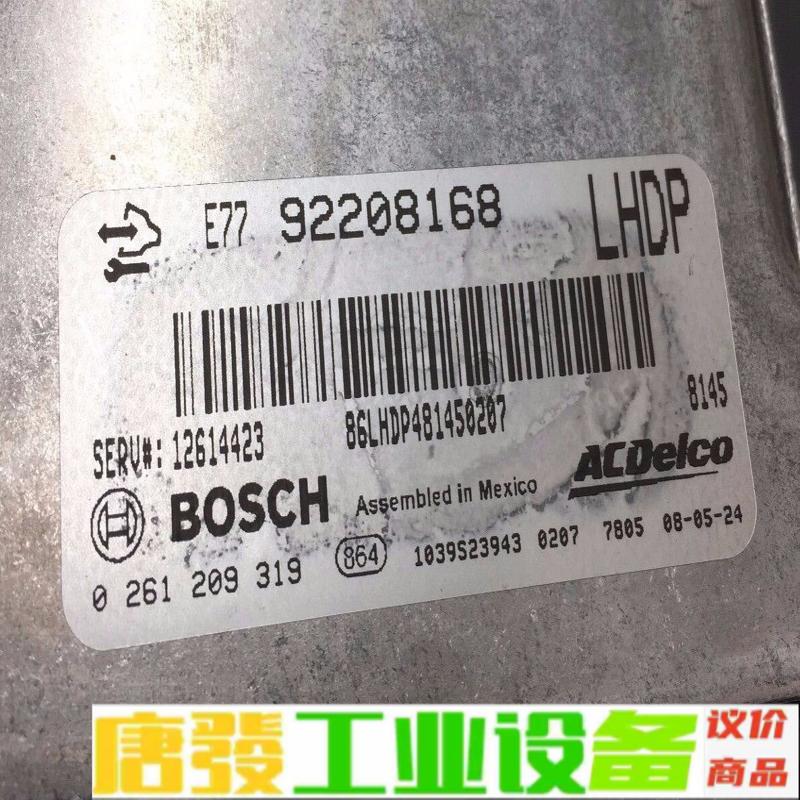 E77 92208168 LHDP
SERV#: 12614423 86LHDP481450207 8145
BOSCH Assembled in Mexico ACDelco
0 261 209 319 864 1039S23943 0207 7805 08-05-24
唐發工业设备 议价
商品